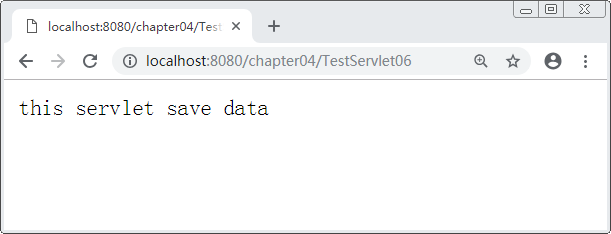 localhost:8080/chapter04/Test
localhost:8080/chapter04/TestServlet06
this servlet save data